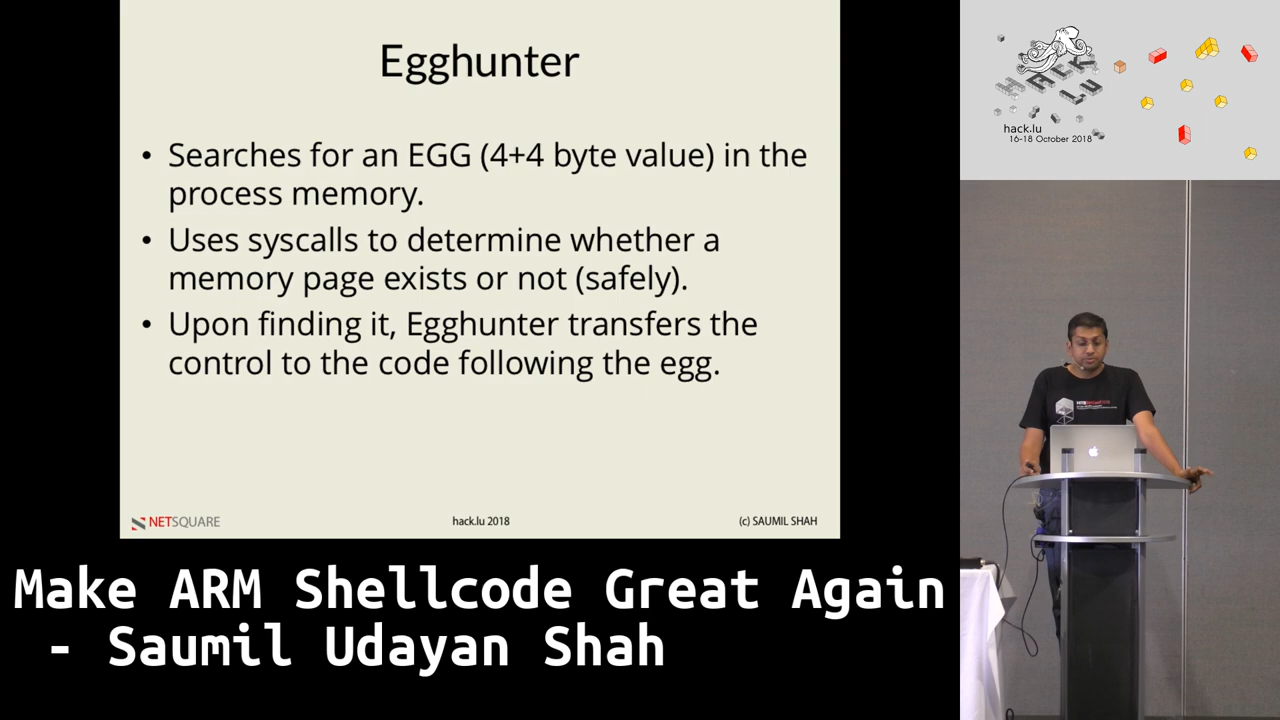 Egghunter
• Searches for an EGG (4+4 byte value) in the
process memory.
• Uses syscalls to determine whether a
memory page exists or not (safely).
• Upon finding it, Egghunter transfers the
control to the code following the egg.
NETSQUARE
hack.lu 2018
(c) SAUMIL SHAH
Make ARM Shellcode Great Again
- Saumil Udayan Shah
HACK
LU
hack.lu
16-18 October 2018